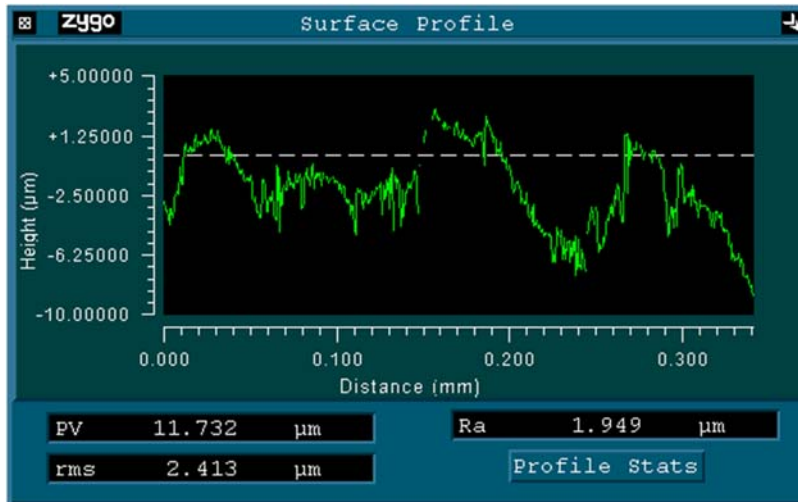 zygo Surface Profile
+5.00000
+1.25000
-2.50000
-6.25000
-10.00000
Height (µm)
0.000 0.100 0.200 0.300
Distance (mm)
PV 11.732 µm
Ra 1.949 µm
rms 2.413 µm
Profile Stats